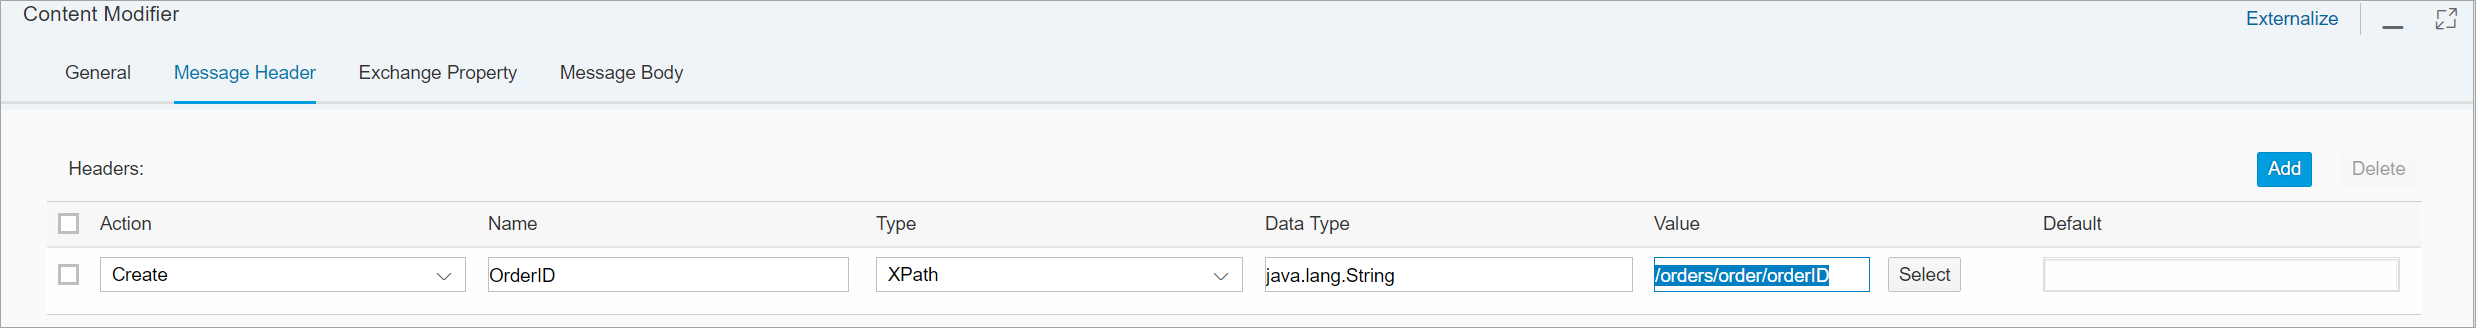 Content Modifier
Externalize
General Message Header Exchange Property Message Body
Headers:
Add Delete
Action Name Type Data Type Value Default
Create OrderID XPath java.lang.String /orders/order/orderID Select